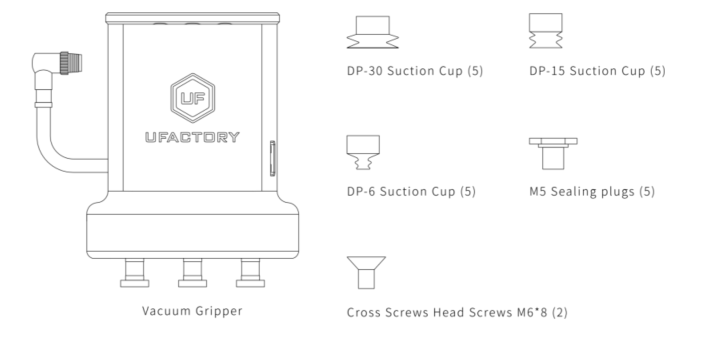 UF
UFACTORY
Vacuum Gripper
DP-30 Suction Cup (5)
DP-15 Suction Cup (5)
DP-6 Suction Cup (5)
M5 Sealing plugs (5)
Cross Screws Head Screws M6*8 (2)